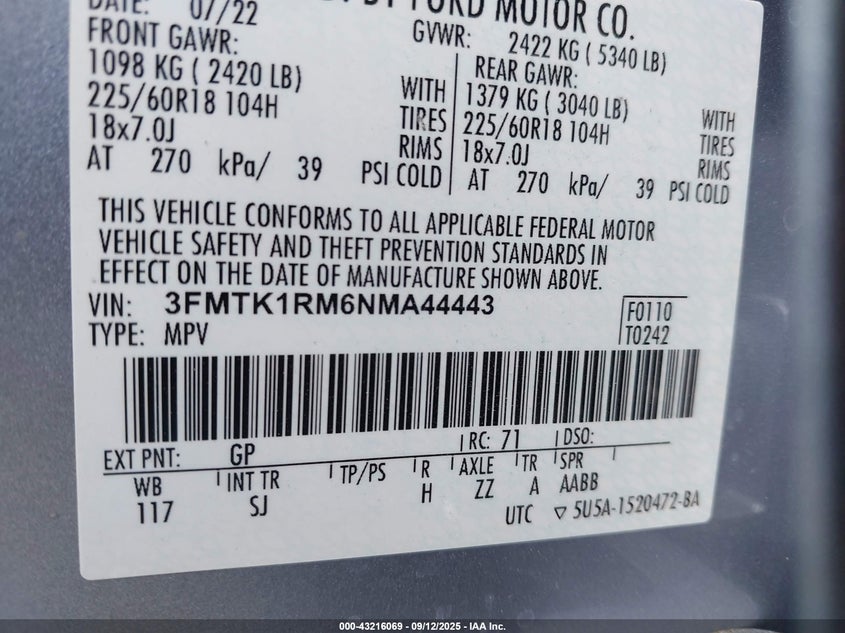 DATE: 07/22
BY FORD MOTOR CO.
FRONT GAWR:
GVWR: 2422 KG ( 5340 LB)
1098 KG ( 2420 LB) WITH
225/60R18 104H TIRES
18x7.0J RIMS
AT 270 kPa/ 39 PSI COLD
REAR GAWR:
1379 KG ( 3040 LB) WITH
225/60R18 104H TIRES
18x7.0J RIMS
AT 270 kPa/ 39 PSI COLD
THIS VEHICLE CONFORMS TO ALL APPLICABLE FEDERAL MOTOR
VEHICLE SAFETY AND THEFT PREVENTION STANDARDS IN
EFFECT ON THE DATE OF MANUFACTURE SHOWN ABOVE.
VIN: 3FMTK1RM6NMA44443
F0110
TYPE: MPV
T0242
EXT PNT: GP RC: 71 DSO:
WB INT TR TP/PS R AXLE TR SPR
117 SJ H ZZ A AABB
UTC ▽ 5U5A-1520472-BA
000-43216069 - 09/12/2025 - IAA Inc.